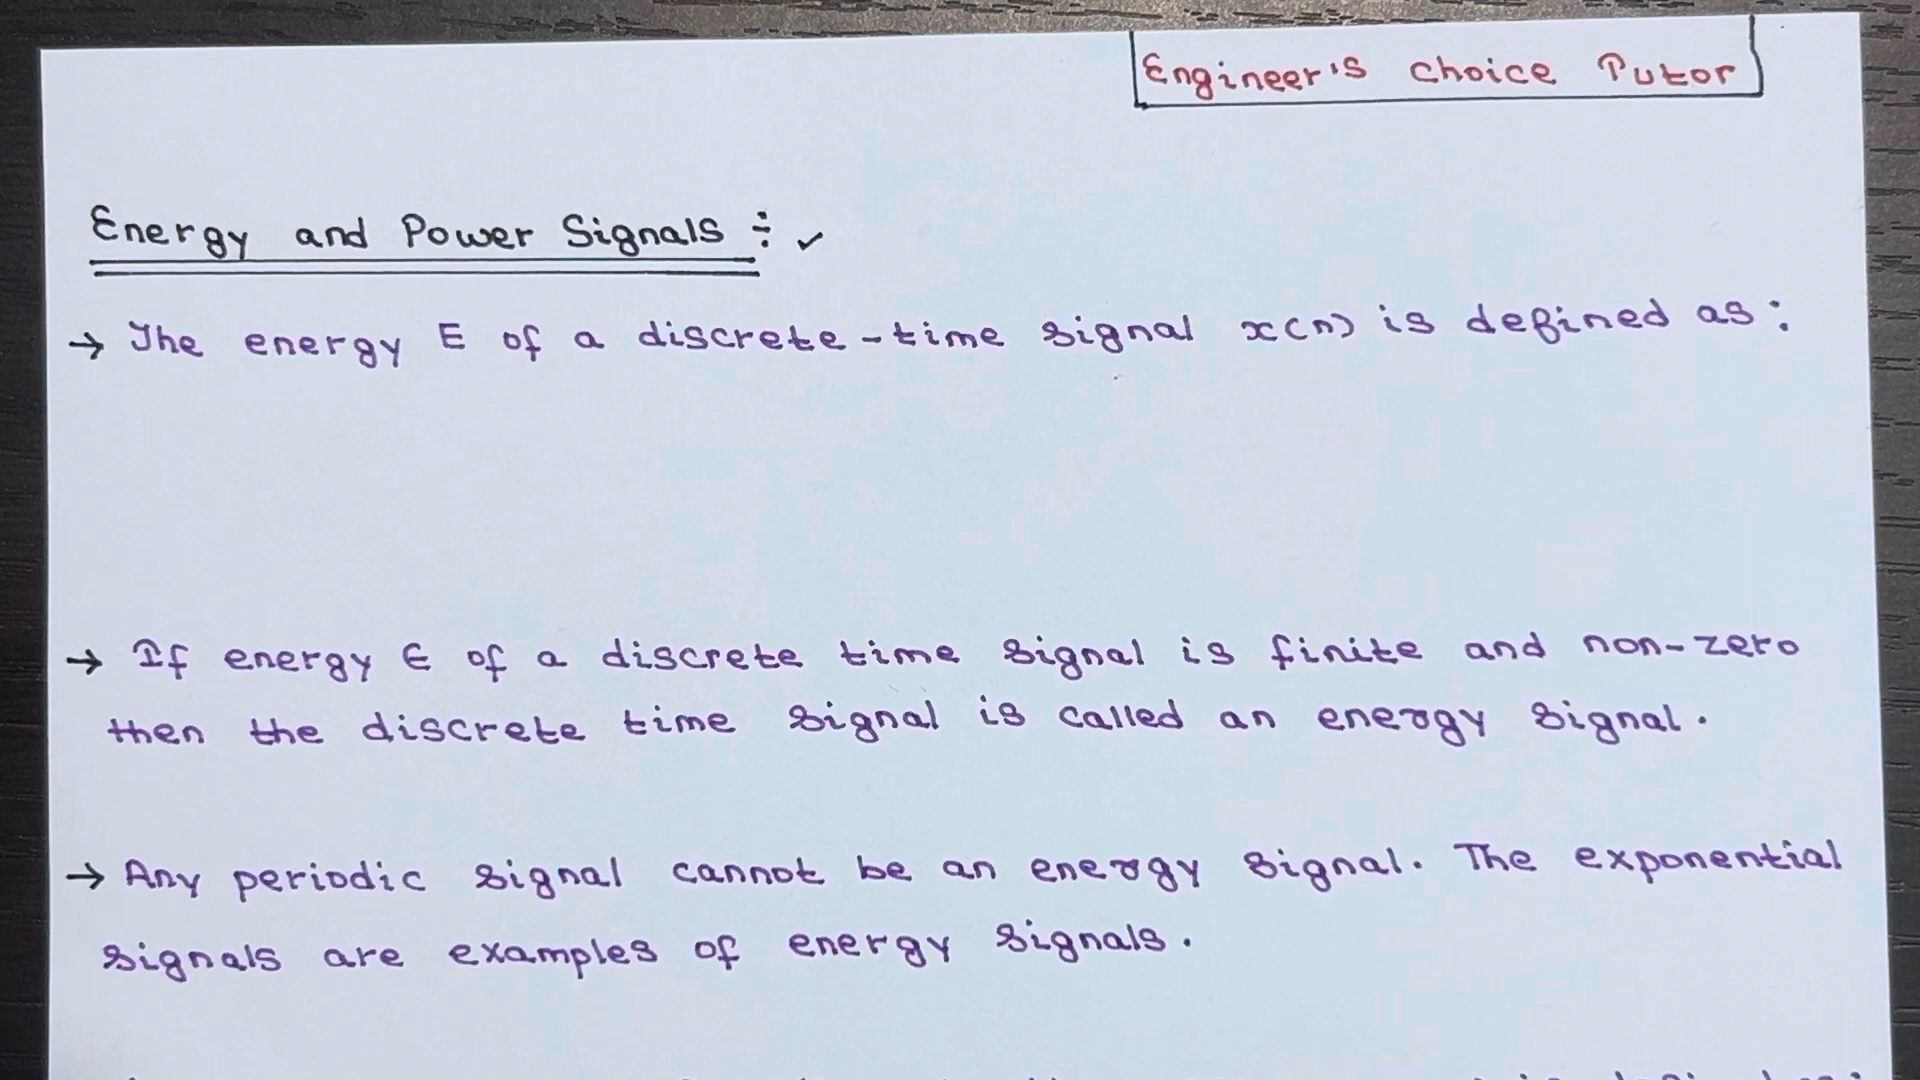 Engineer's choice Tutor
Energy and Power Signals :- ✓
→ The energy E of a discrete-time signal x(n) is defined as:
→ If energy E of a discrete time signal is finite and non-zero
then the discrete time signal is called an energy signal.
→ Any periodic signal cannot be an energy signal. The exponential
signals are examples of energy signals.